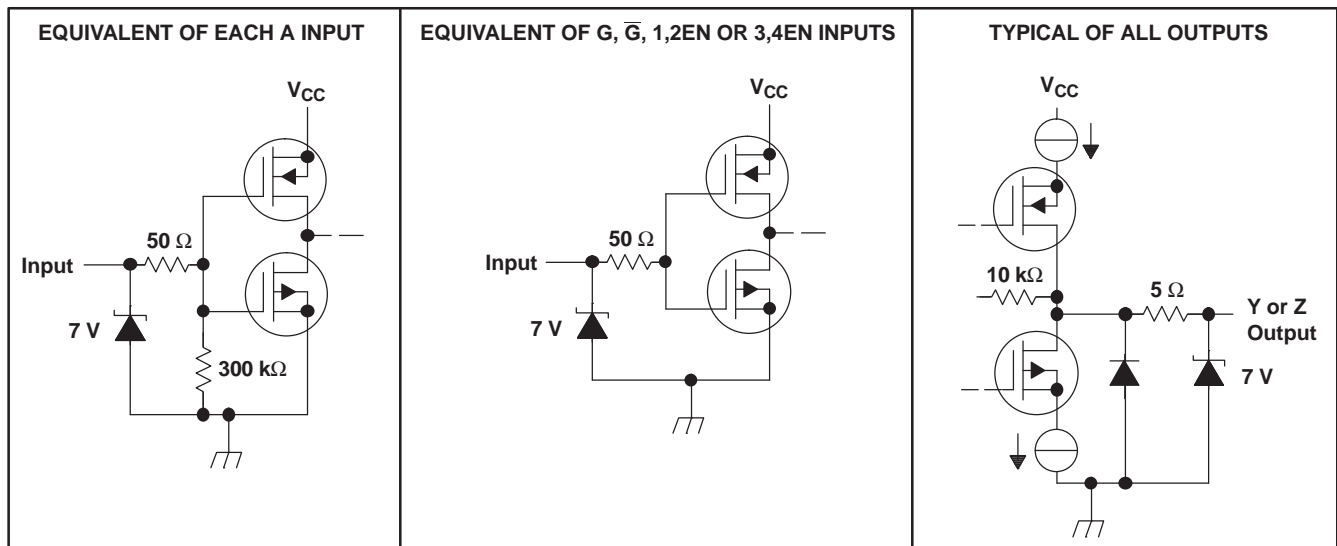 EQUIVALENT OF EACH A INPUT
VCC
50 Ω
Input
7 V
300 kΩ
EQUIVALENT OF G, G̅, 1,2EN OR 3,4EN INPUTS
VCC
50 Ω
Input
7 V
TYPICAL OF ALL OUTPUTS
VCC
10 kΩ
5 Ω
Y or Z
Output
7 V